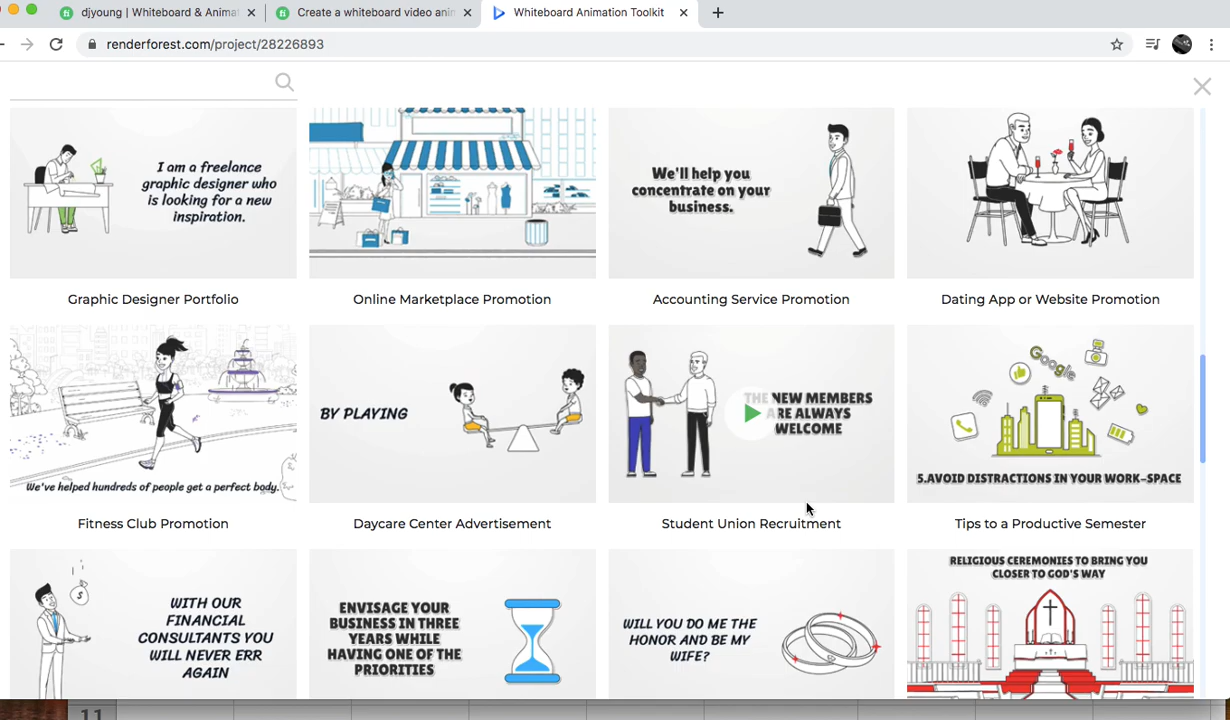 djyoung | Whiteboard & Anima
Create a whiteboard video anim
Whiteboard Animation Toolkit
renderforest.com/project/28226893
I am a freelance
graphic designer who
is looking for a new
inspiration.
We'll help you
concentrate on your
business.
Graphic Designer Portfolio
Online Marketplace Promotion
Accounting Service Promotion
Dating App or Website Promotion
We've helped hundreds of people get a perfect body.
BY PLAYING
THE NEW MEMBERS
ARE ALWAYS
WELCOME
Google
5.AVOID DISTRACTIONS IN YOUR WORK-SPACE
Fitness Club Promotion
Daycare Center Advertisement
Student Union Recruitment
Tips to a Productive Semester
$
WITH OUR
FINANCIAL
CONSULTANTS YOU
WILL NEVER ERR
AGAIN
ENVISAGE YOUR
BUSINESS IN THREE
YEARS WHILE
HAVING ONE OF THE
PRIORITIES
WILL YOU DO ME THE
HONOR AND BE MY
WIFE?
RELIGIOUS CEREMONIES TO BRING YOU
CLOSER TO GOD'S WAY
11